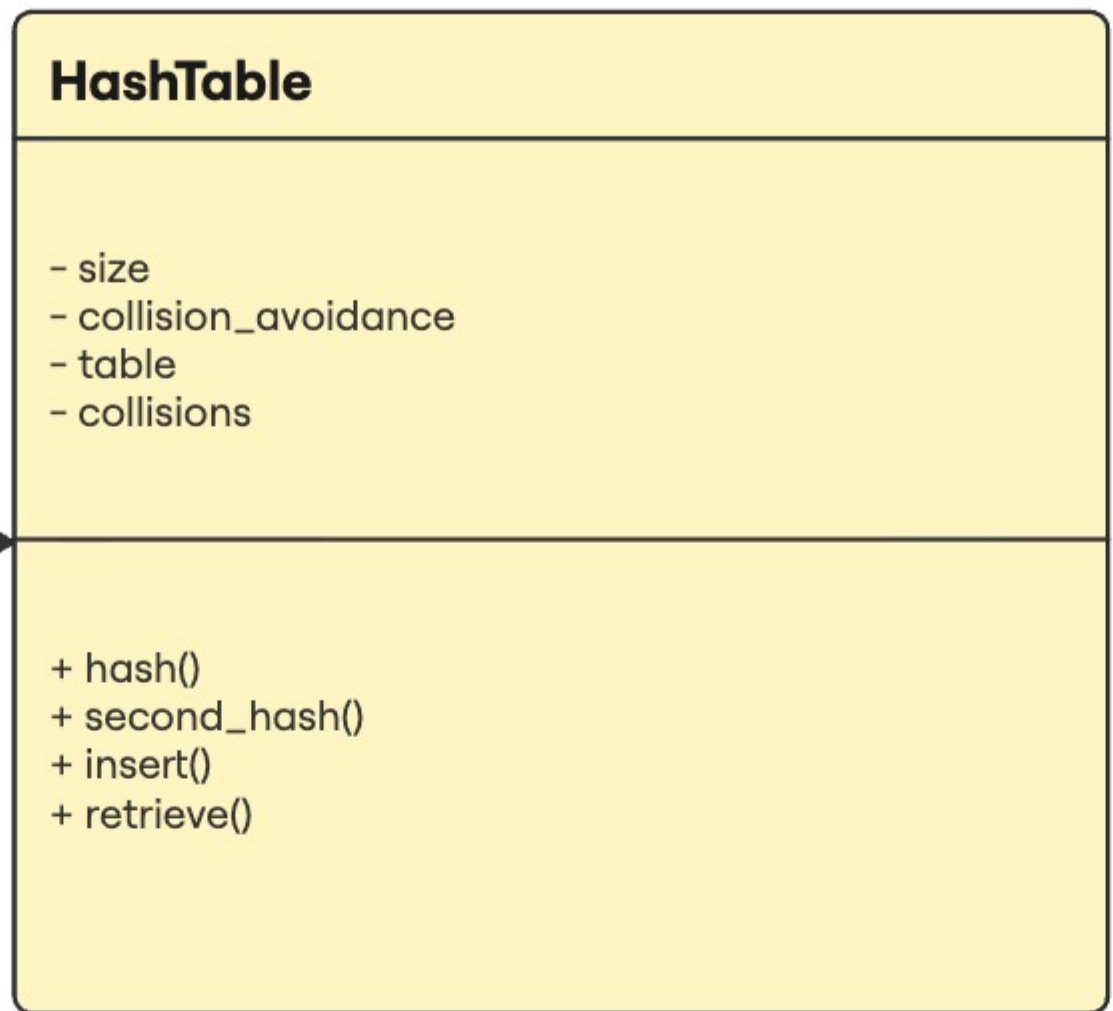 HashTable
- size
- collision_avoidance
- table
- collisions
+ hash()
+ second_hash()
+ insert()
+ retrieve()